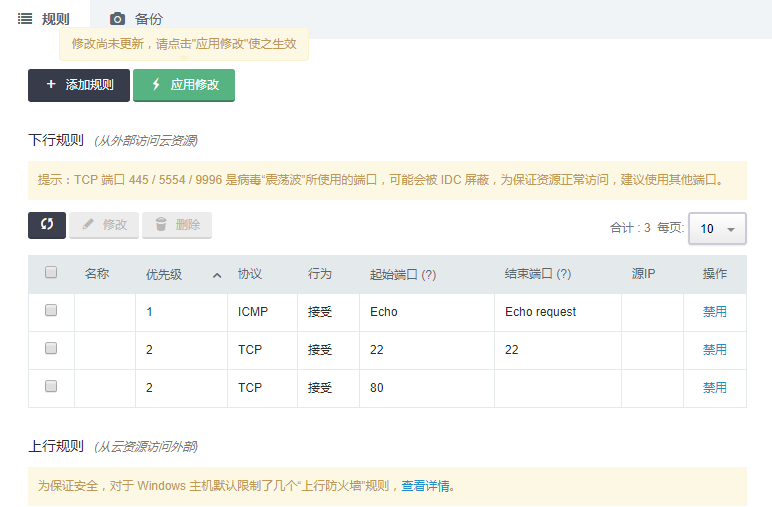 规则 备份
修改尚未更新，请点击"应用修改"使之生效
添加规则 应用修改
下行规则 (从外部访问云资源)
提示：TCP 端口 445 / 5554 / 9996 是病毒“震荡波”所使用的端口，可能会被 IDC 屏蔽，为保证资源正常访问，建议使用其他端口。
修改 删除 合计 : 3 每页: 10
名称 优先级 协议 行为 起始端口 (?) 结束端口 (?) 源IP 操作
1 ICMP 接受 Echo Echo request 禁用
2 TCP 接受 22 22 禁用
2 TCP 接受 80 禁用
上行规则 (从云资源访问外部)
为保证安全，对于 Windows 主机默认限制了几个“上行防火墙”规则，查看详情。